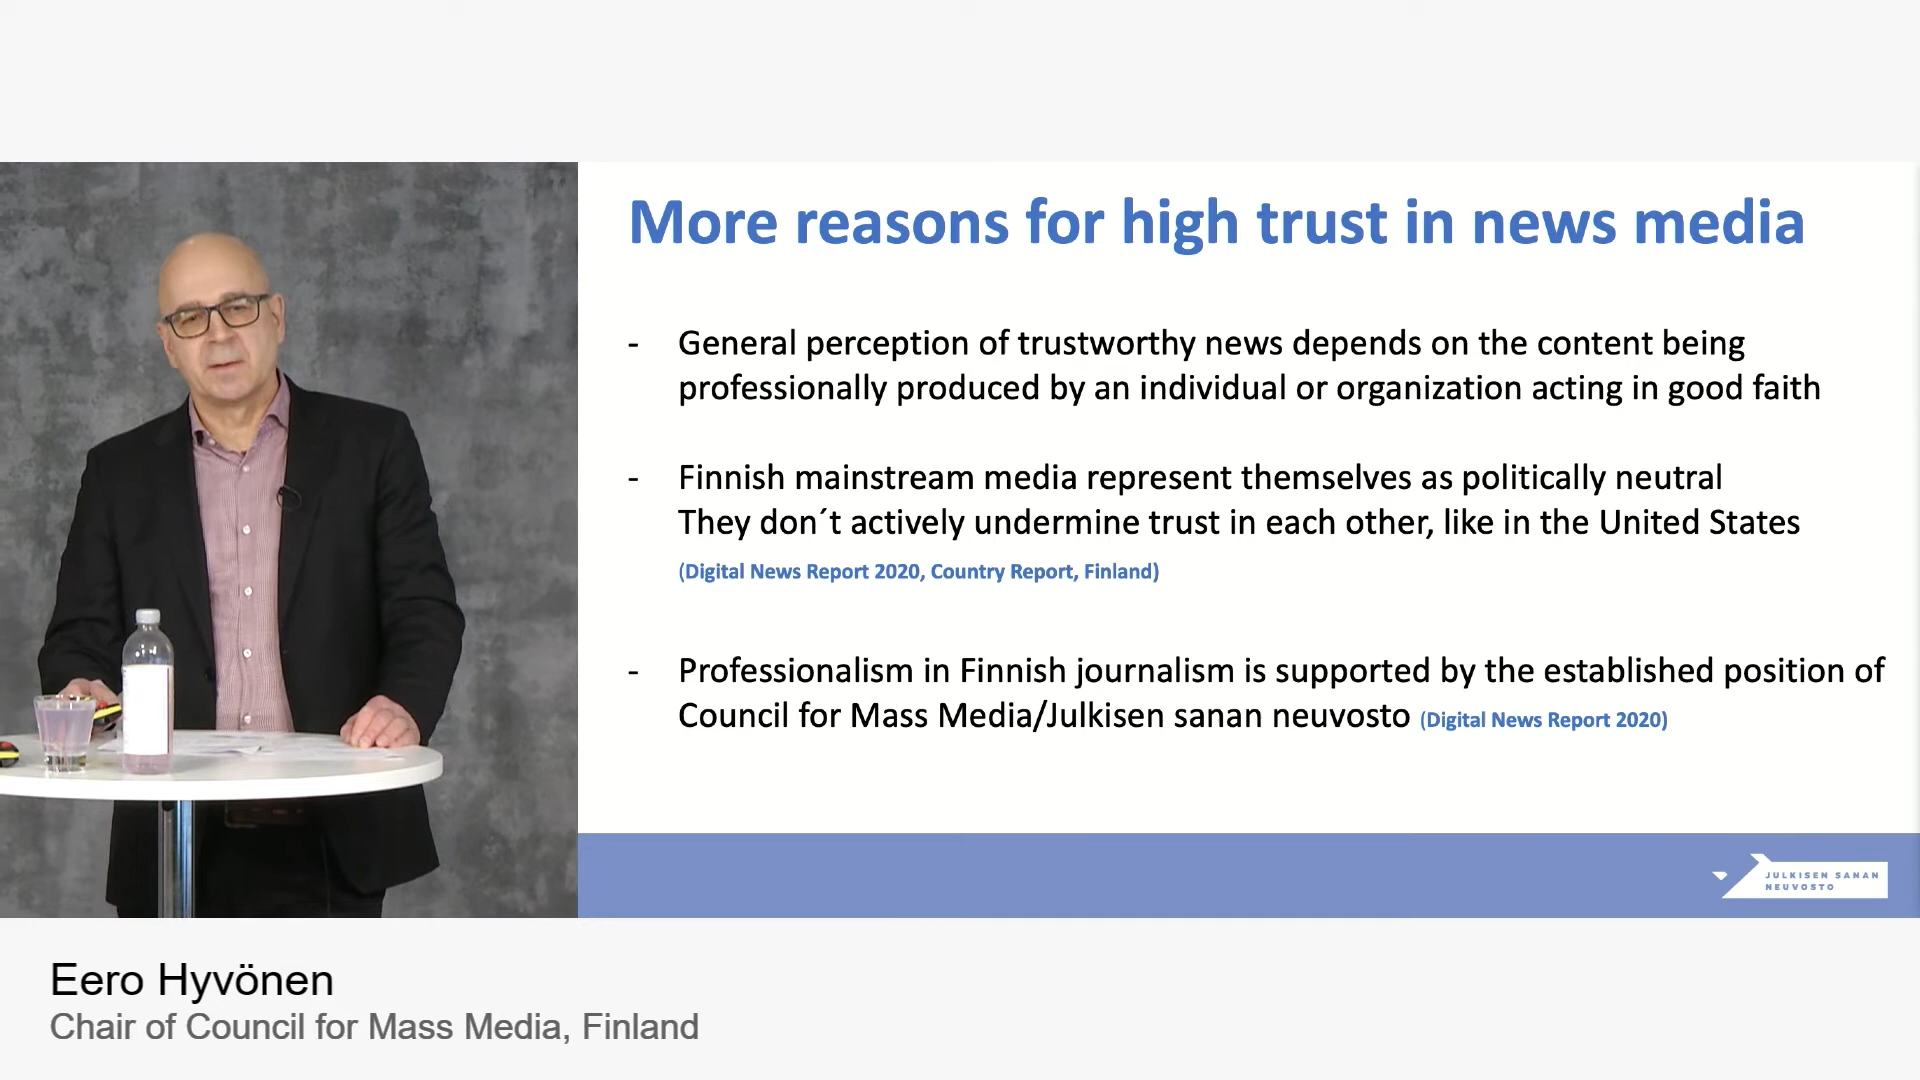 More reasons for high trust in news media
- General perception of trustworthy news depends on the content being
professionally produced by an individual or organization acting in good faith
- Finnish mainstream media represent themselves as politically neutral
They don´t actively undermine trust in each other, like in the United States
(Digital News Report 2020, Country Report, Finland)
- Professionalism in Finnish journalism is supported by the established position of
Council for Mass Media/Julkisen sanan neuvosto (Digital News Report 2020)
JULKISEN SANAN
NEUVOSTO
Eero Hyvönen
Chair of Council for Mass Media, Finland